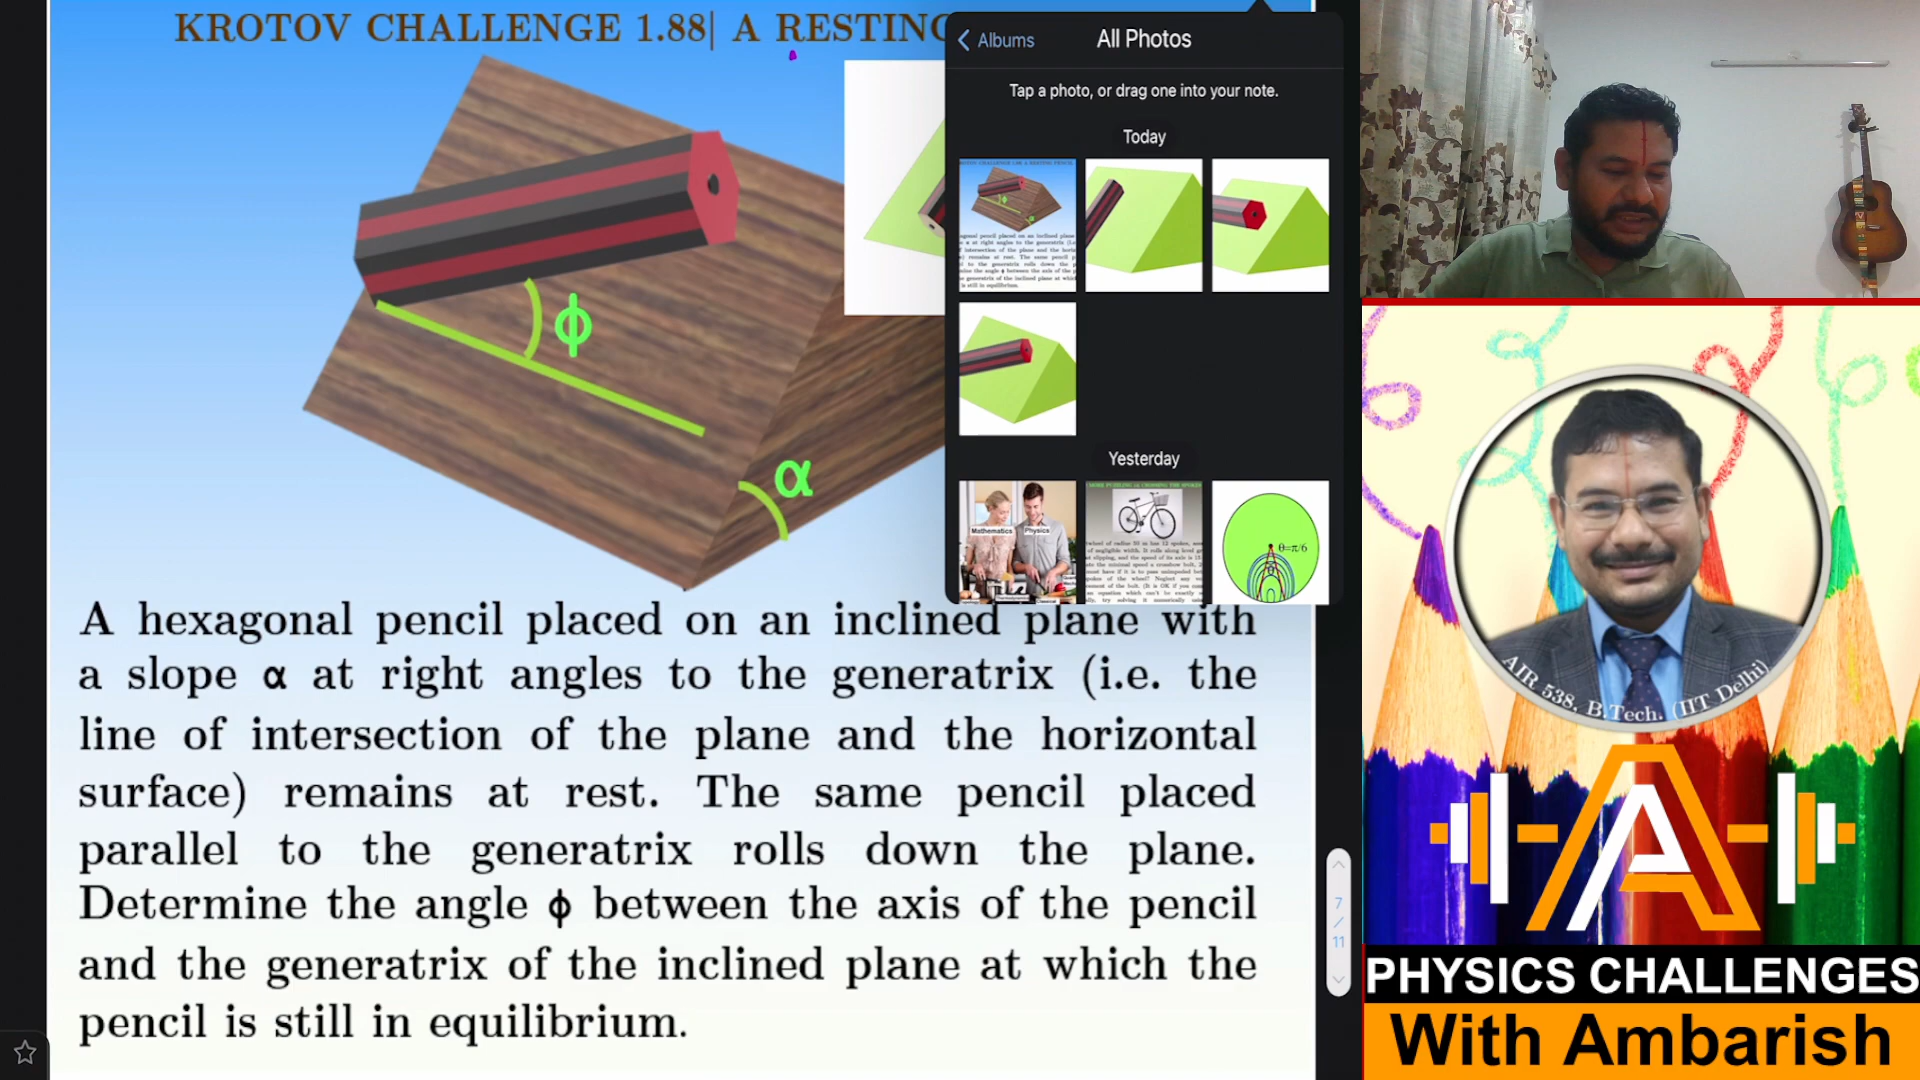 KROTOV CHALLENGE 1.88| A RESTING
Albums
All Photos
Tap a photo, or drag one into your note.
Today
Yesterday
Mathematics
Physics
θ=π/6
ϕ
α
A hexagonal pencil placed on an inclined plane with
a slope α at right angles to the generatrix (i.e. the
line of intersection of the plane and the horizontal
surface) remains at rest. The same pencil placed
parallel to the generatrix rolls down the plane.
Determine the angle ϕ between the axis of the pencil
and the generatrix of the inclined plane at which the
pencil is still in equilibrium.
7
/
11
AIR 538, B.Tech. (IIT Delhi)
A
PHYSICS CHALLENGES
With Ambarish